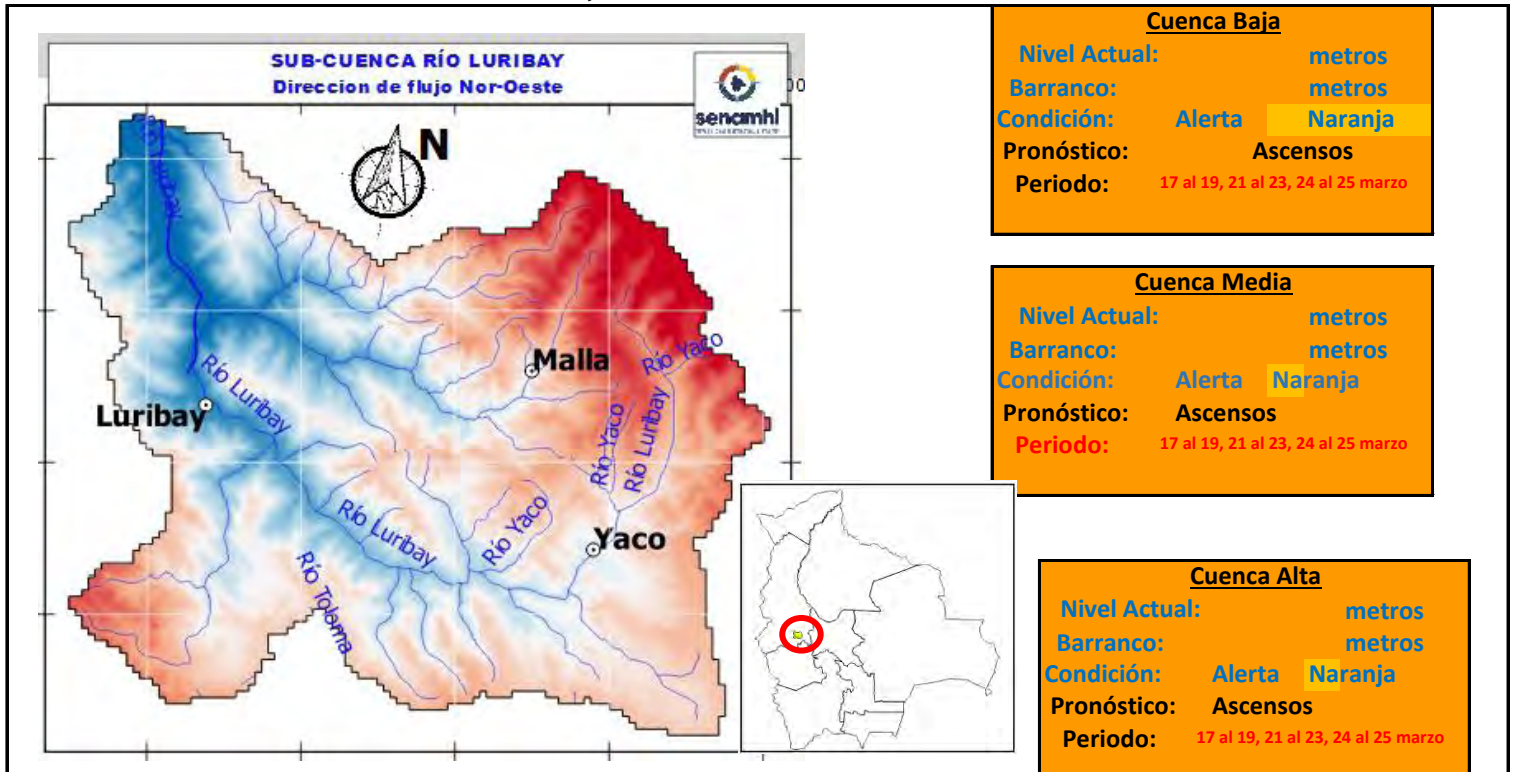 SUB-CUENCA RÍO LURIBAY
Direccion de flujo Nor-Oeste
senamhi
N
Malla
Río Yaco
Río Luribay
Luribay
Río Yaco
Río Luribay
Río Luribay
Río Yaco
Yaco
Río Tolama
Cuenca Baja
Nivel Actual: metros
Barranco: metros
Condición: Alerta Naranja
Pronóstico: Ascensos
Periodo: 17 al 19, 21 al 23, 24 al 25 marzo
Cuenca Media
Nivel Actual: metros
Barranco: metros
Condición: Alerta Naranja
Pronóstico: Ascensos
Periodo: 17 al 19, 21 al 23, 24 al 25 marzo
Cuenca Alta
Nivel Actual: metros
Barranco: metros
Condición: Alerta Naranja
Pronóstico: Ascensos
Periodo: 17 al 19, 21 al 23, 24 al 25 marzo